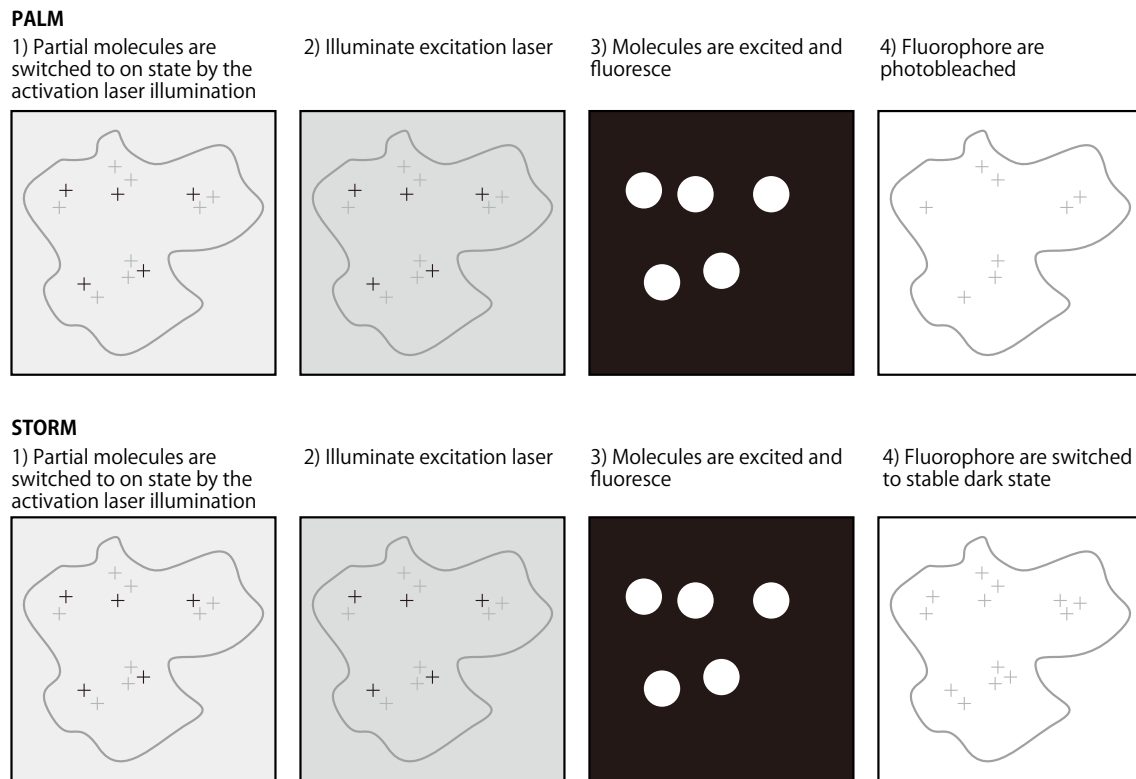 PALM
1) Partial molecules are
switched to on state by the
activation laser illumination
2) Illuminate excitation laser
3) Molecules are excited and
fluoresce
4) Fluorophore are
photobleached
STORM
1) Partial molecules are
switched to on state by the
activation laser illumination
2) Illuminate excitation laser
3) Molecules are excited and
fluoresce
4) Fluorophore are switched
to stable dark state